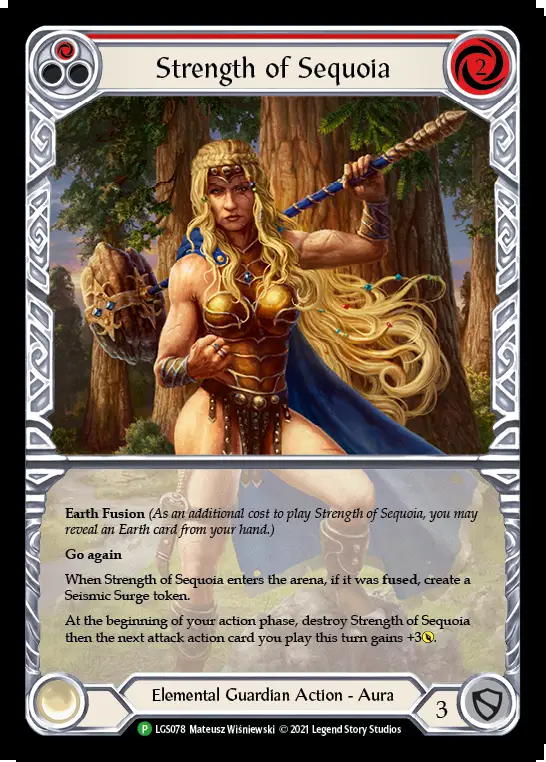 Strength of Sequoia
2
Earth Fusion (As an additional cost to play Strength of Sequoia, you may
reveal an Earth card from your hand.)
Go again
When Strength of Sequoia enters the arena, if it was fused, create a
Seismic Surge token.
At the beginning of your action phase, destroy Strength of Sequoia
then the next attack action card you play this turn gains +3.
Elemental Guardian Action - Aura
3
P LGS078 Mateusz Wiśniewski © 2021 Legend Story Studios